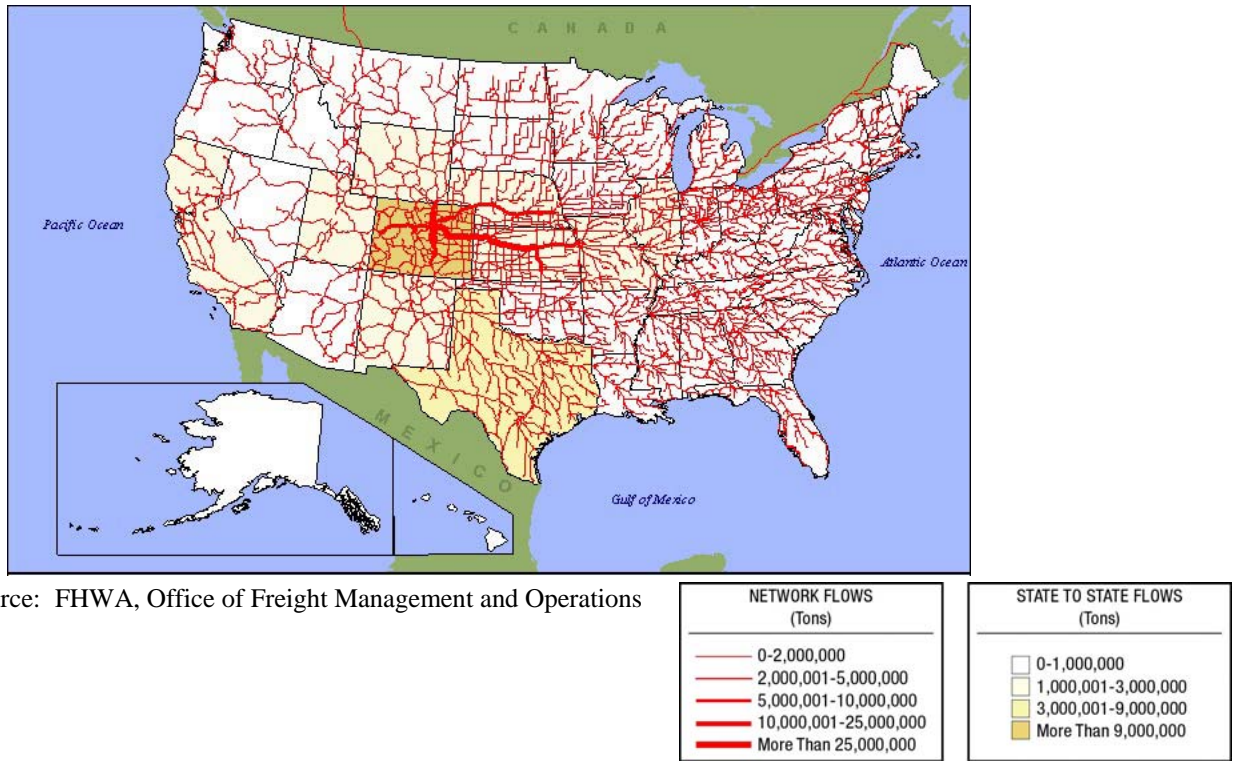 CANADA
Pacific Ocean
Atlantic Ocean
MEXICO
Gulf of Mexico
rce: FHWA, Office of Freight Management and Operations
NETWORK FLOWS
(Tons)
0-2,000,000
2,000,001-5,000,000
5,000,001-10,000,000
10,000,001-25,000,000
More Than 25,000,000
STATE TO STATE FLOWS
(Tons)
0-1,000,000
1,000,001-3,000,000
3,000,001-9,000,000
More Than 9,000,000